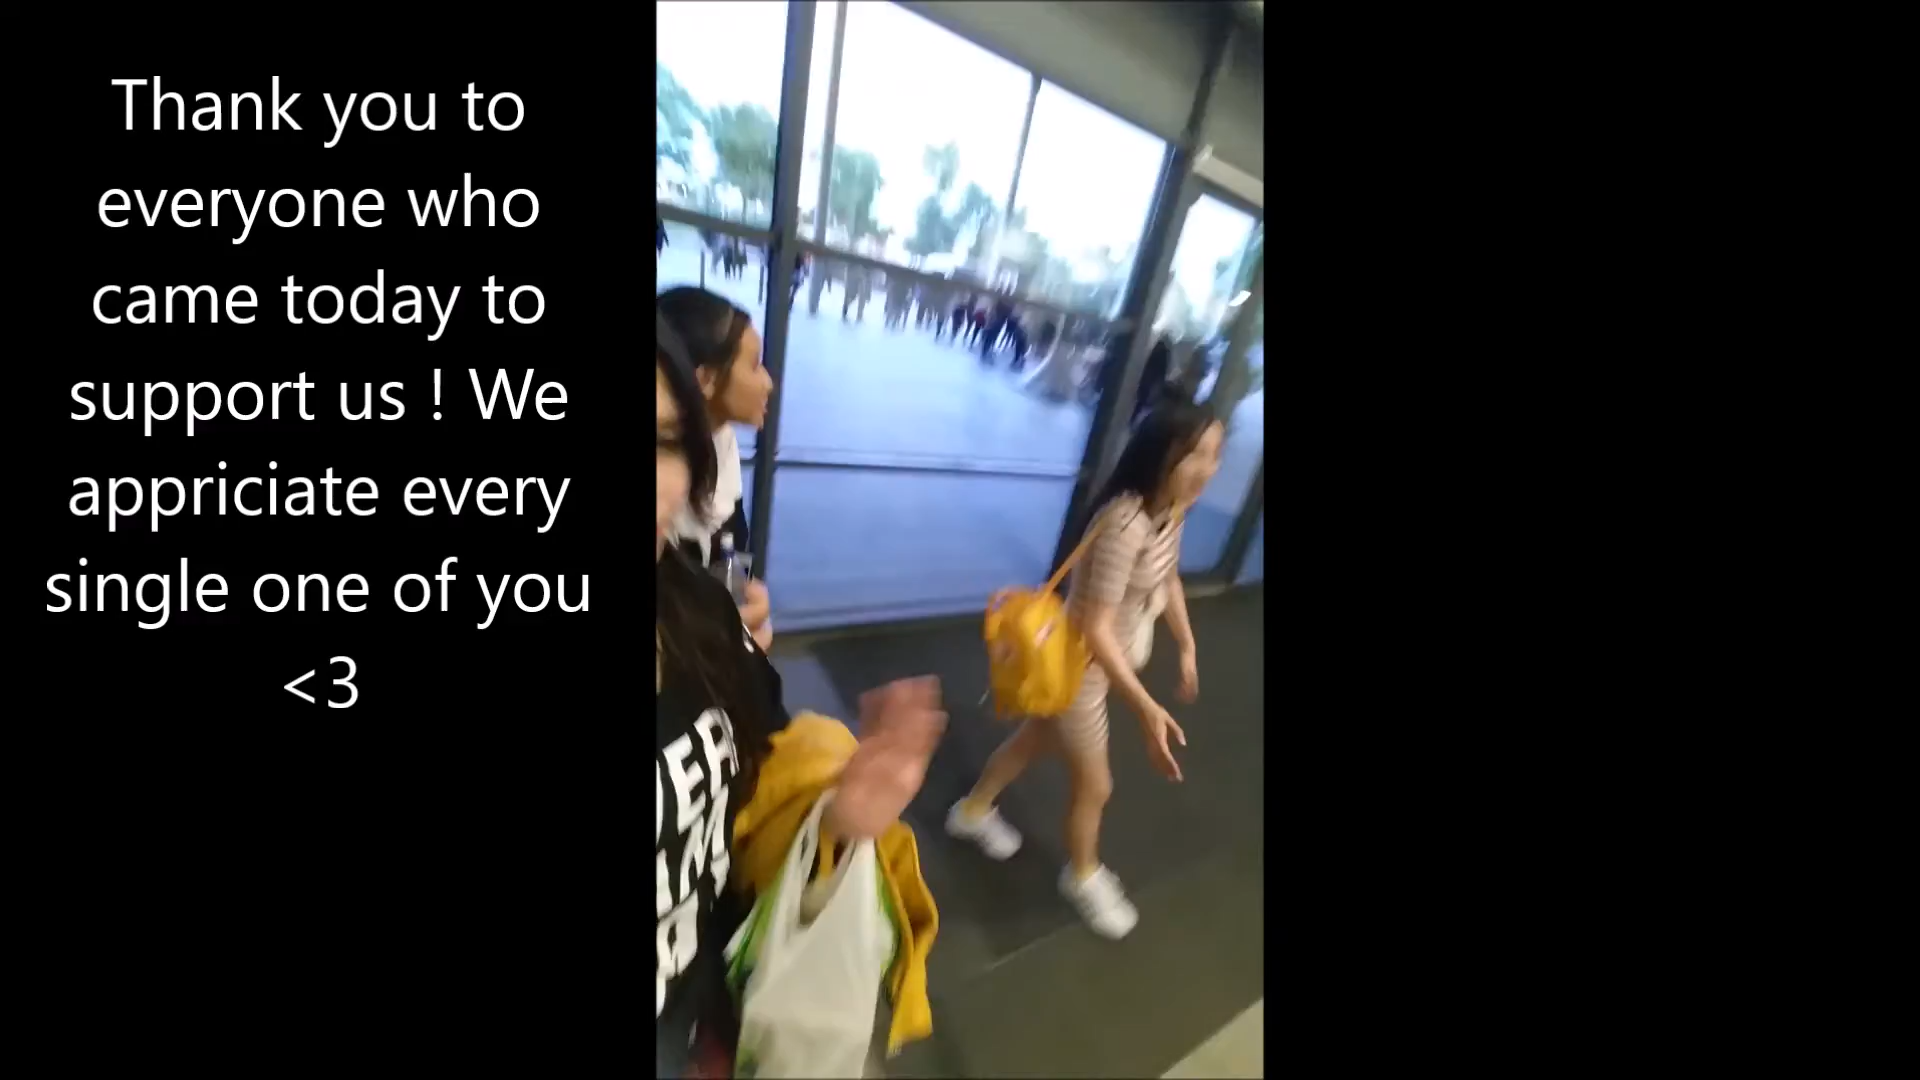 Thank you to
everyone who
came today to
support us ! We
appriciate every
single one of you
<3